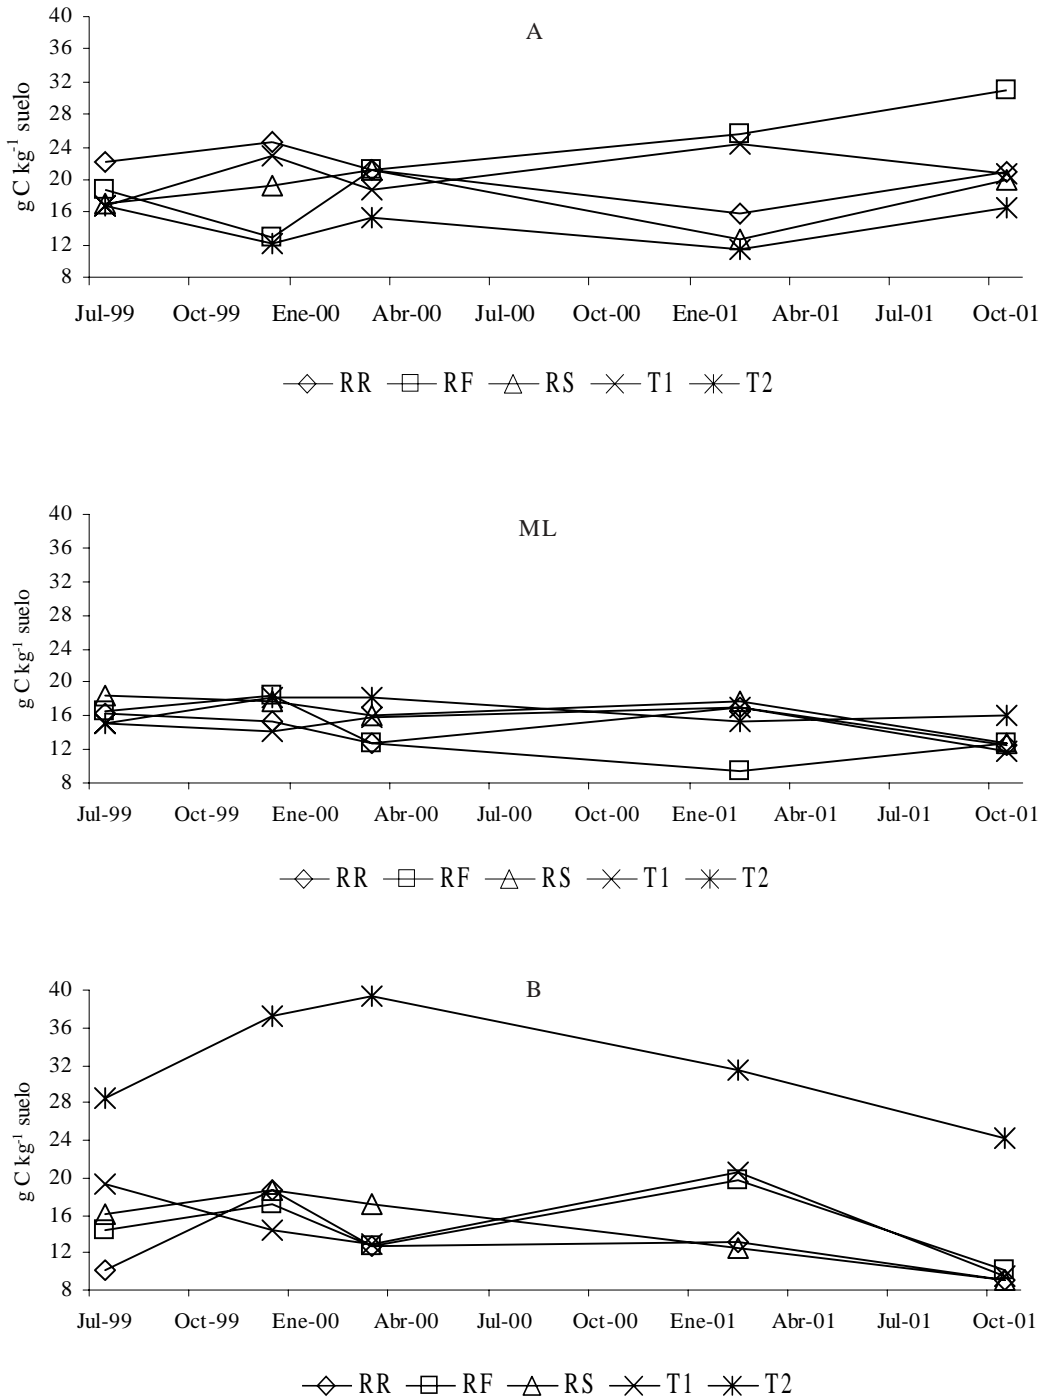 A
g C kg-1 suelo
40
36
32
28
24
20
16
12
8
Jul-99 Oct-99 Ene-00 Abr-00 Jul-00 Oct-00 Ene-01 Abr-01 Jul-01 Oct-01
RR RF RS T1 T2
ML
g C kg-1 suelo
40
36
32
28
24
20
16
12
8
Jul-99 Oct-99 Ene-00 Abr-00 Jul-00 Oct-00 Ene-01 Abr-01 Jul-01 Oct-01
RR RF RS T1 T2
B
g C kg-1 suelo
40
36
32
28
24
20
16
12
8
Jul-99 Oct-99 Ene-00 Abr-00 Jul-00 Oct-00 Ene-01 Abr-01 Jul-01 Oct-01
RR RF RS T1 T2